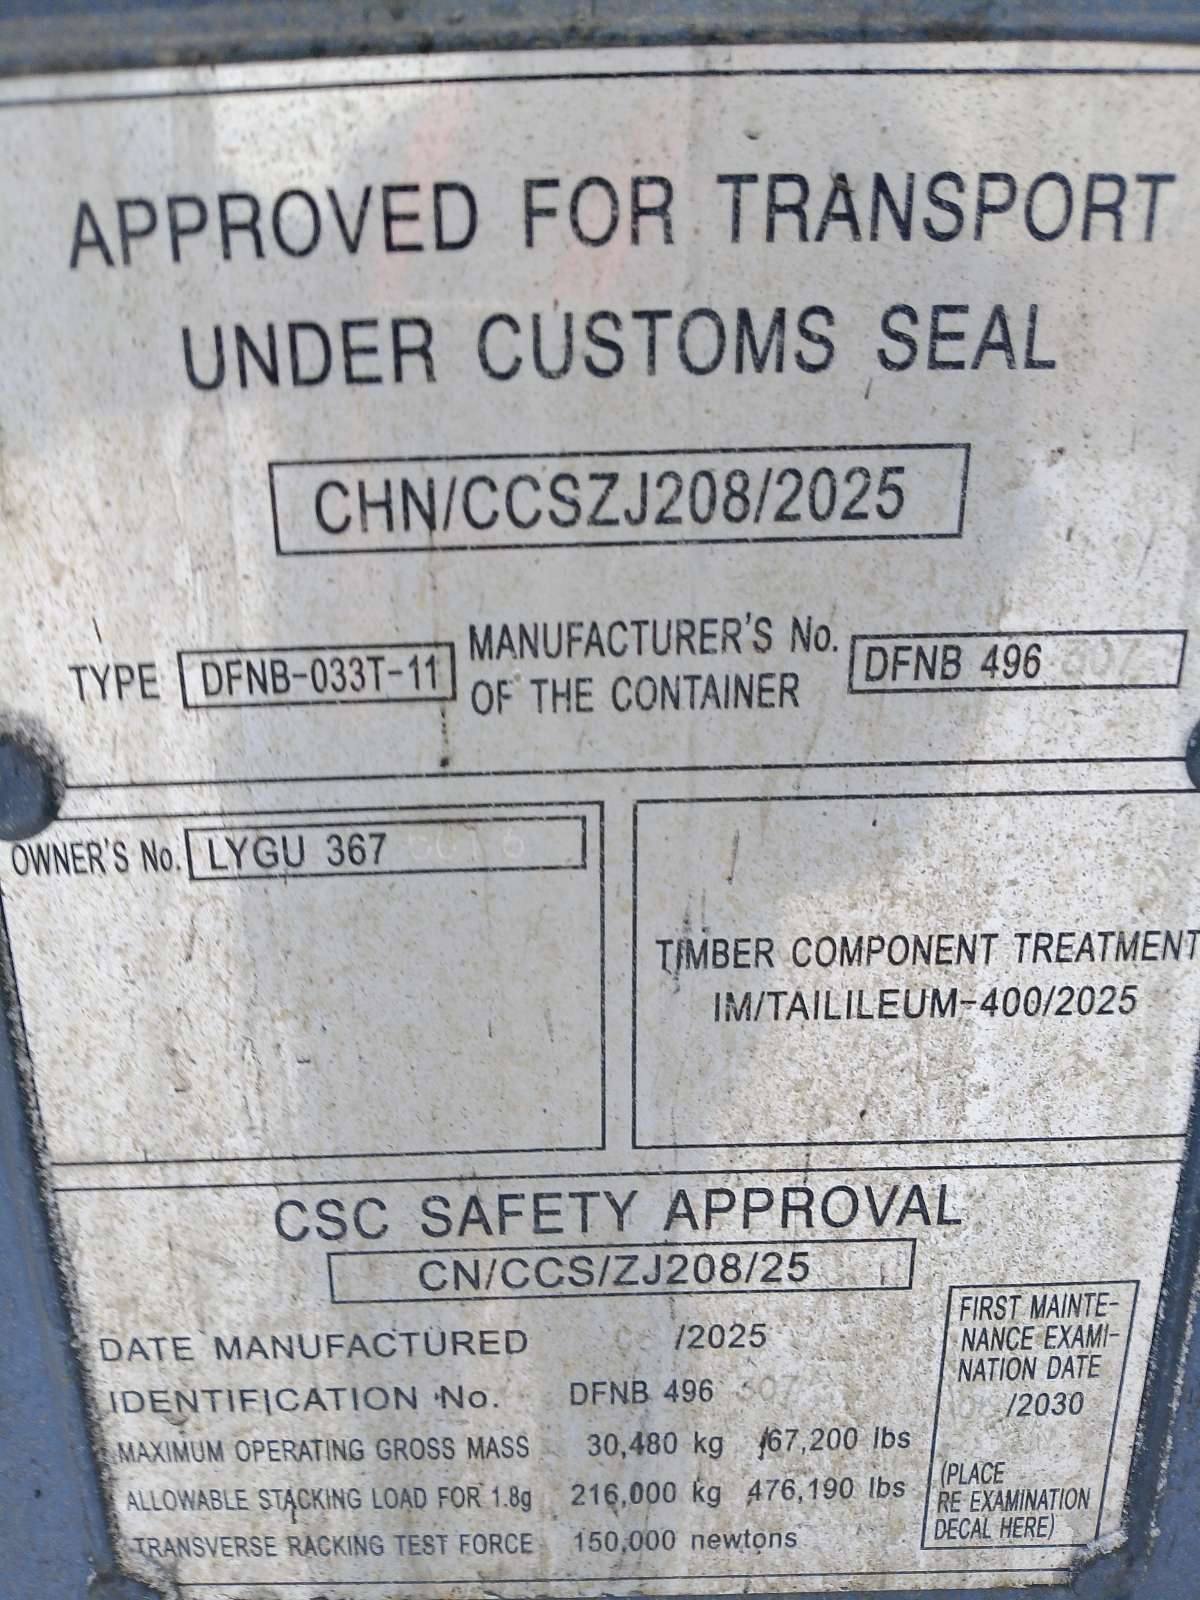 APPROVED FOR TRANSPORT
UNDER CUSTOMS SEAL
CHN/CCSZJ208/2025
TYPE DFNB-033T-11 MANUFACTURER'S No. OF THE CONTAINER DFNB 496
OWNER'S No. LYGU 367
TIMBER COMPONENT TREATMENT
IM/TAILILEUM-400/2025
CSC SAFETY APPROVAL
CN/CCS/ZJ208/25
DATE MANUFACTURED /2025
IDENTIFICATION No. DFNB 496
MAXIMUM OPERATING GROSS MASS 30,480 kg /67,200 lbs
ALLOWABLE STACKING LOAD FOR 1.8g 216,000 kg 476,190 lbs
TRANSVERSE RACKING TEST FORCE 150,000 newtons
FIRST MAINTE-
NANCE EXAMI-
NATION DATE
/2030
(PLACE
RE EXAMINATION
DECAL HERE)